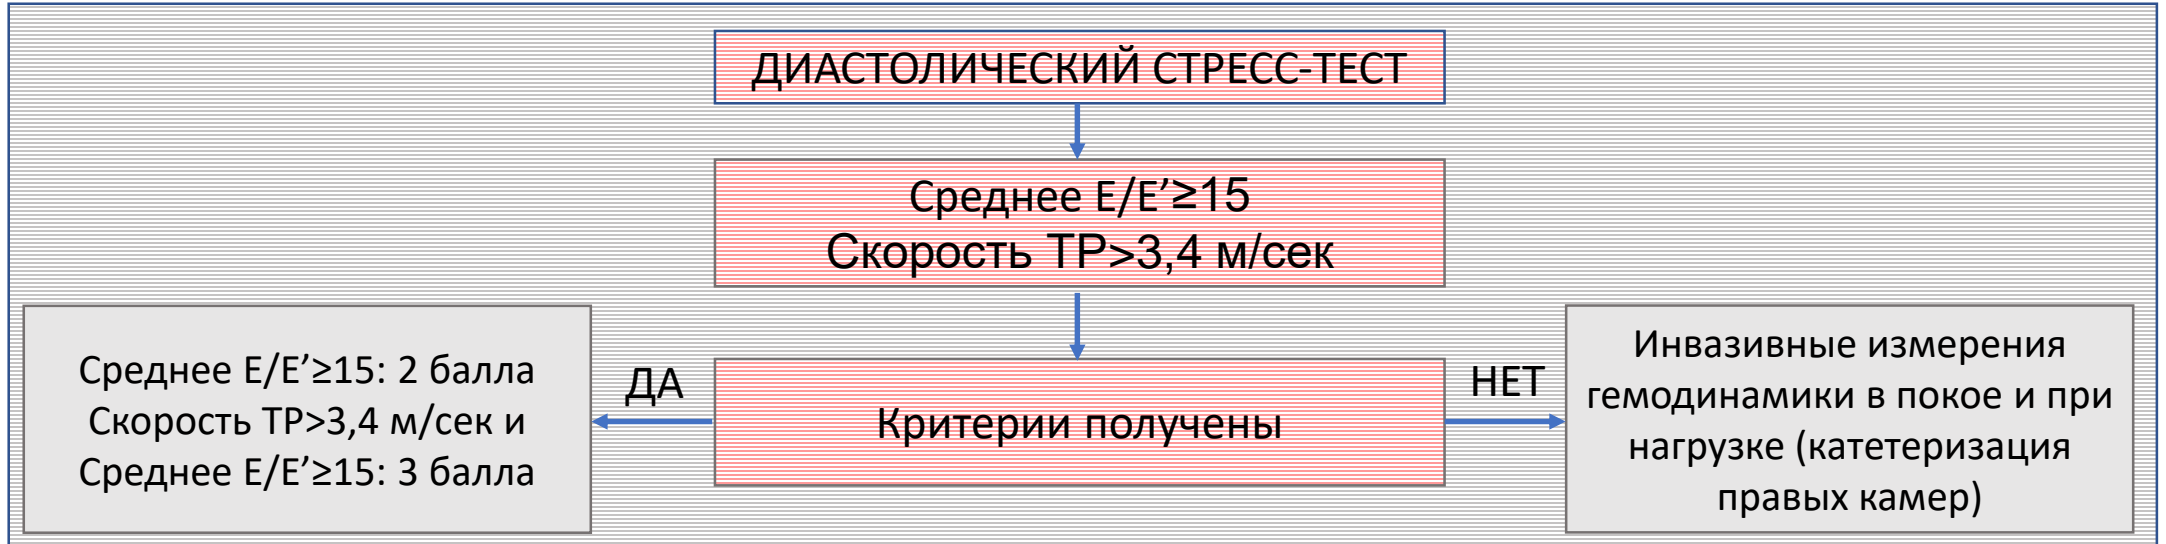 ДИАСТОЛИЧЕСКИЙ СТРЕСС-ТЕСТ
Среднее E/E’≥15
Скорость ТР>3,4 м/сек
Среднее E/E’≥15: 2 балла
Скорость ТР>3,4 м/сек и
Среднее E/E’≥15: 3 балла
ДА
Критерии получены
НЕТ
Инвазивные измерения
гемодинамики в покое и при
нагрузке (катетеризация
правых камер)